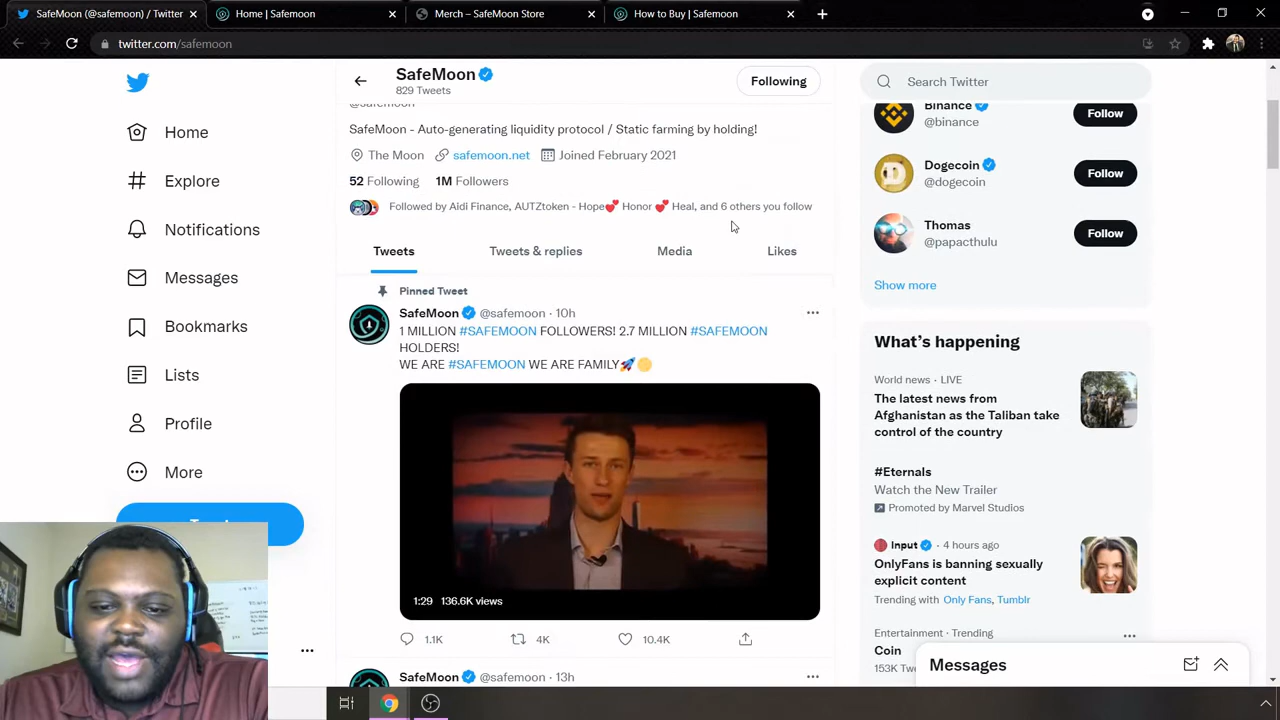 SafeMoon (@safemoon) / Twitter
Home | Safemoon
Merch – SafeMoon Store
How to Buy | Safemoon
twitter.com/safemoon
Home
Explore
Notifications
Messages
Bookmarks
Lists
Profile
More
SafeMoon
829 Tweets
Following
@safemoon
SafeMoon - Auto-generating liquidity protocol / Static farming by holding!
The Moon safemoon.net Joined February 2021
52 Following 1M Followers
Followed by Aidi Finance, AUTZtoken - Hope💕 Honor 💕 Heal, and 6 others you follow
Tweets Tweets & replies Media Likes
Pinned Tweet
SafeMoon @safemoon · 10h
1 MILLION #SAFEMOON FOLLOWERS! 2.7 MILLION #SAFEMOON
HOLDERS!
WE ARE #SAFEMOON WE ARE FAMILY🚀🌕
1:29 136.6K views
1.1K 4K 10.4K
SafeMoon @safemoon · 13h
Search Twitter
Binance
@binance
Follow
Dogecoin
@dogecoin
Follow
Thomas
@papacthulu
Follow
Show more
What's happening
World news · LIVE
The latest news from
Afghanistan as the Taliban take
control of the country
#Eternals
Watch the New Trailer
Promoted by Marvel Studios
Input · 4 hours ago
OnlyFans is banning sexually
explicit content
Trending with Only Fans, Tumblr
Entertainment · Trending
Coin
153K
Messages